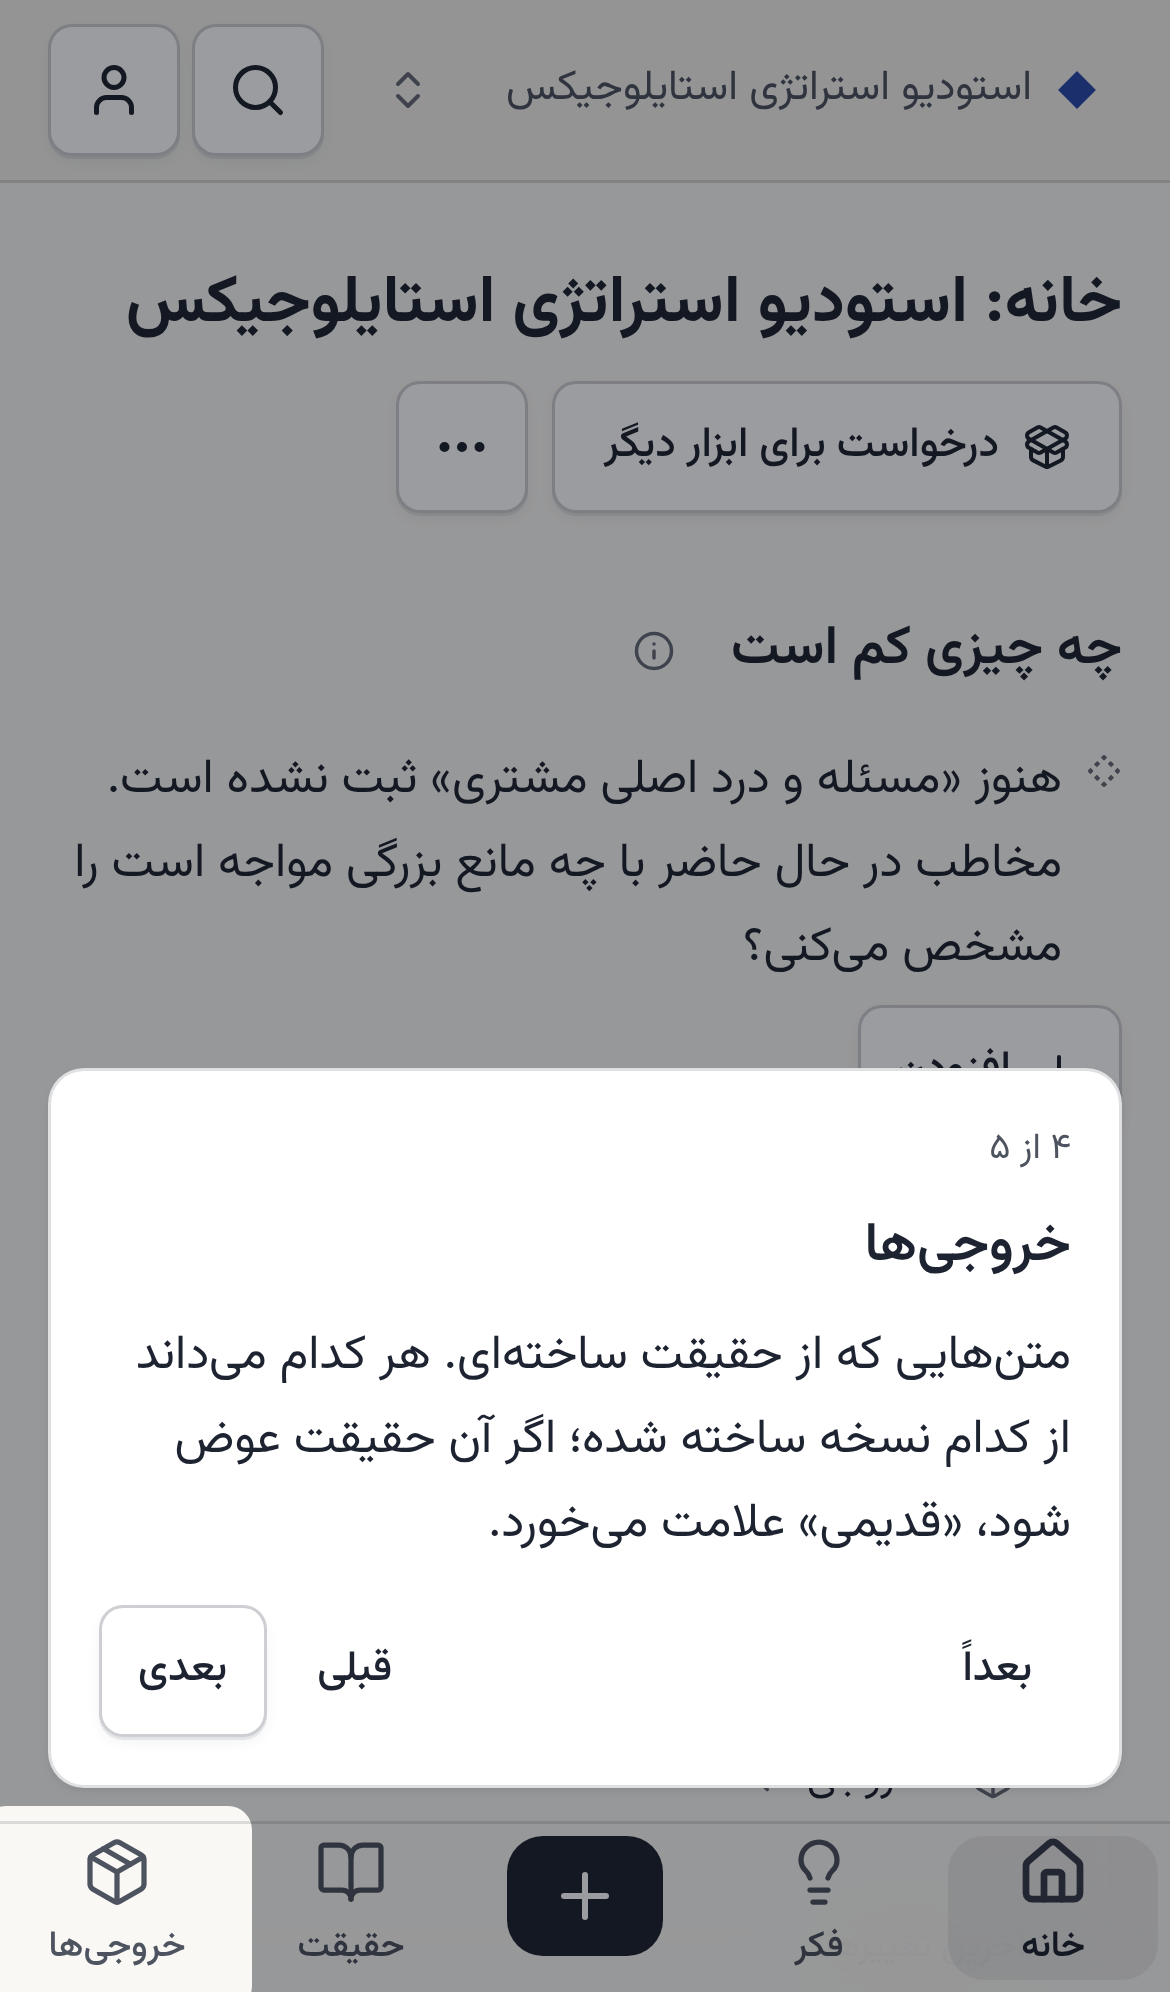 استودیو استراتژی استایلوجیکس
خانه: استودیو استراتژی استایلوجیکس
درخواست برای ابزار دیگر
چه چیزی کم است
هنوز «مسئله و درد اصلی مشتری» ثبت نشده است.
مخاطب در حال حاضر با چه مانع بزرگی مواجه است را
مشخص می‌کنی؟
افزودن
۴ از ۵
خروجی‌ها
متن‌هایی که از حقیقت ساخته‌ای. هر کدام می‌داند
از کدام نسخه ساخته شده؛ اگر آن حقیقت عوض
شود، «قدیمی» علامت می‌خورد.
بعداً
قبلی
بعدی
خانه
فکر
حقیقت
خروجی‌ها